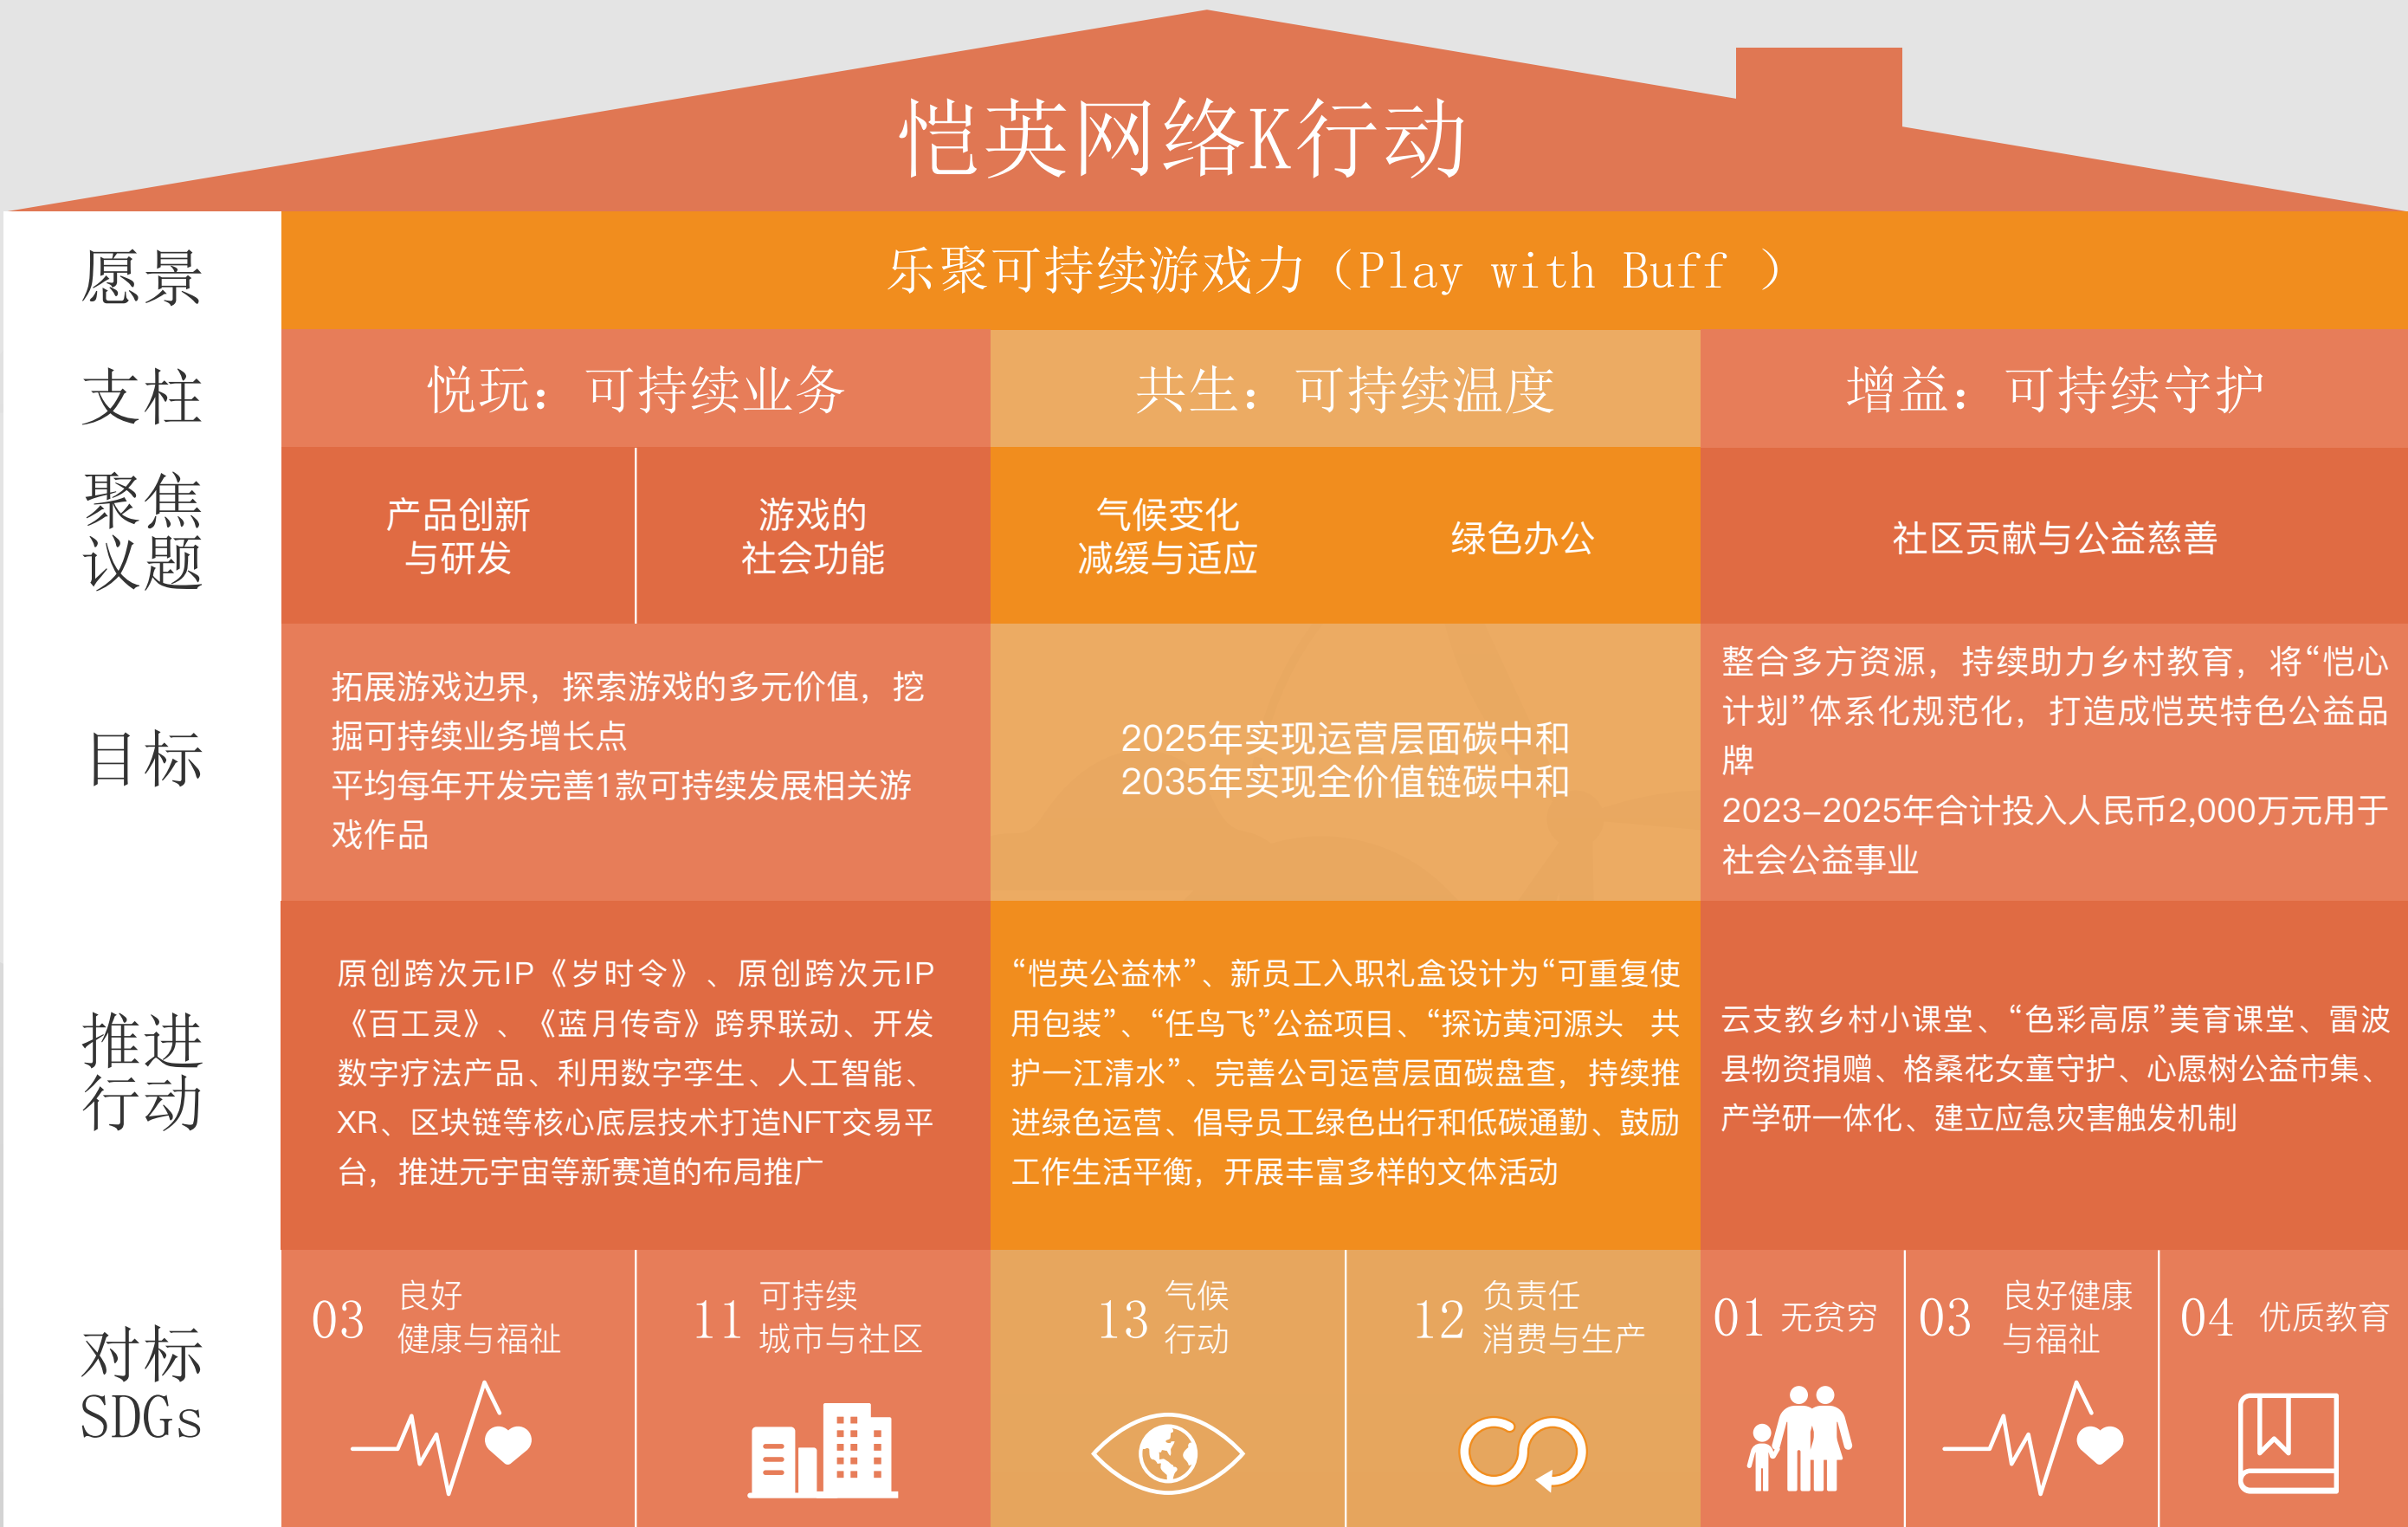 恺英网络K行动
愿景
乐聚可持续游戏力（Play with Buff ）
支柱
悦玩：可持续业务
共生：可持续温度
增益：可持续守护
聚焦
议题
产品创新
与研发
游戏的
社会功能
气候变化
减缓与适应
绿色办公
社区贡献与公益慈善
目标
拓展游戏边界，探索游戏的多元价值，挖
掘可持续业务增长点
平均每年开发完善1款可持续发展相关游
戏作品
2025年实现运营层面碳中和
2035年实现全价值链碳中和
整合多方资源，持续助力乡村教育，将“恺心
计划”体系化规范化，打造成恺英特色公益品
牌
2023-2025年合计投入人民币2,000万元用于
社会公益事业
推进
行动
原创跨次元IP《岁时令》、原创跨次元IP
《百工灵》、《蓝月传奇》跨界联动、开发
数字疗法产品、利用数字孪生、人工智能、
XR、区块链等核心底层技术打造NFT交易平
台，推进元宇宙等新赛道的布局推广
“恺英公益林”、新员工入职礼盒设计为“可重复使
用包装”、“任鸟飞”公益项目、“探访黄河源头 共
护一江清水”、完善公司运营层面碳盘查，持续推
进绿色运营、倡导员工绿色出行和低碳通勤、鼓励
工作生活平衡，开展丰富多样的文体活动
云支教乡村小课堂、“色彩高原”美育课堂、雷波
县物资捐赠、格桑花女童守护、心愿树公益市集、
产学研一体化、建立应急灾害触发机制
对标
SDGs
03 良好
健康与福祉
11 可持续
城市与社区
13 气候
行动
12 负责任
消费与生产
01 无贫穷
03 良好健康
与福祉
04 优质教育